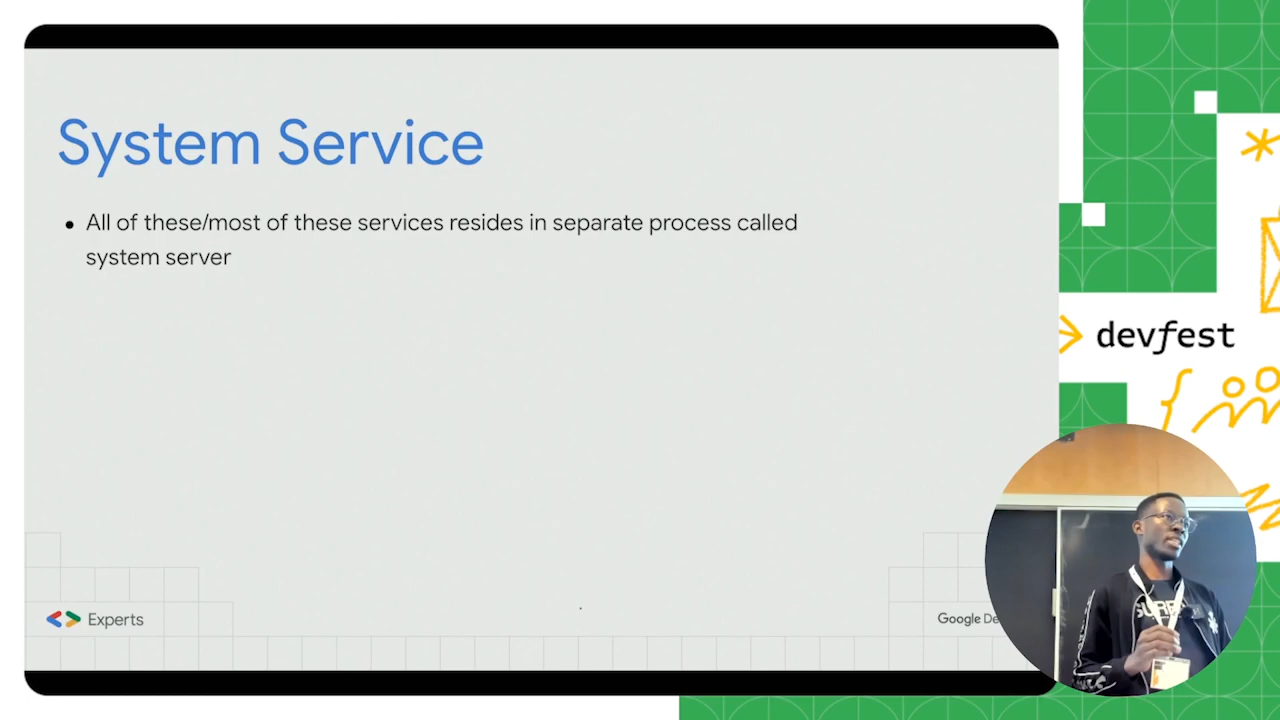 System Service
• All of these/most of these services resides in separate process called
system server
Experts
Google
devfest